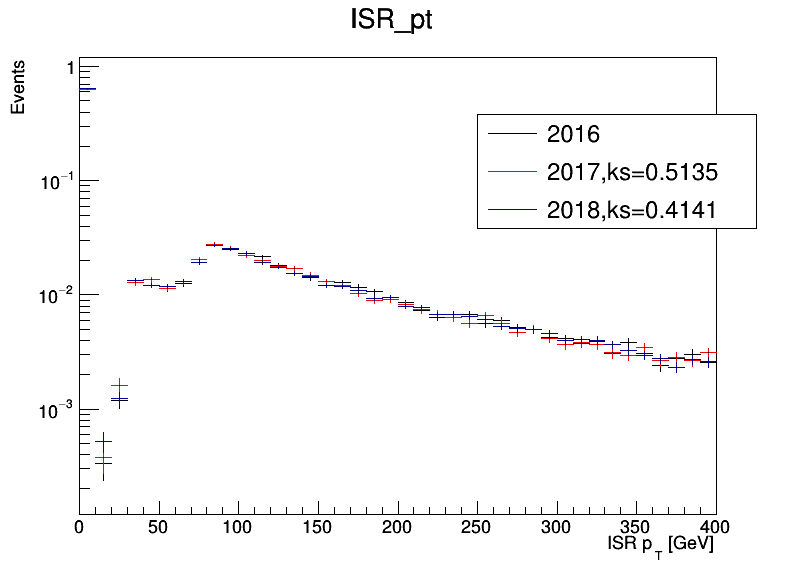 ISR_pt
Events
1
10⁻¹
10⁻²
10⁻³
2016
2017,ks=0.5135
2018,ks=0.4141
0 50 100 150 200 250 300 350 400
ISR p_T [GeV]